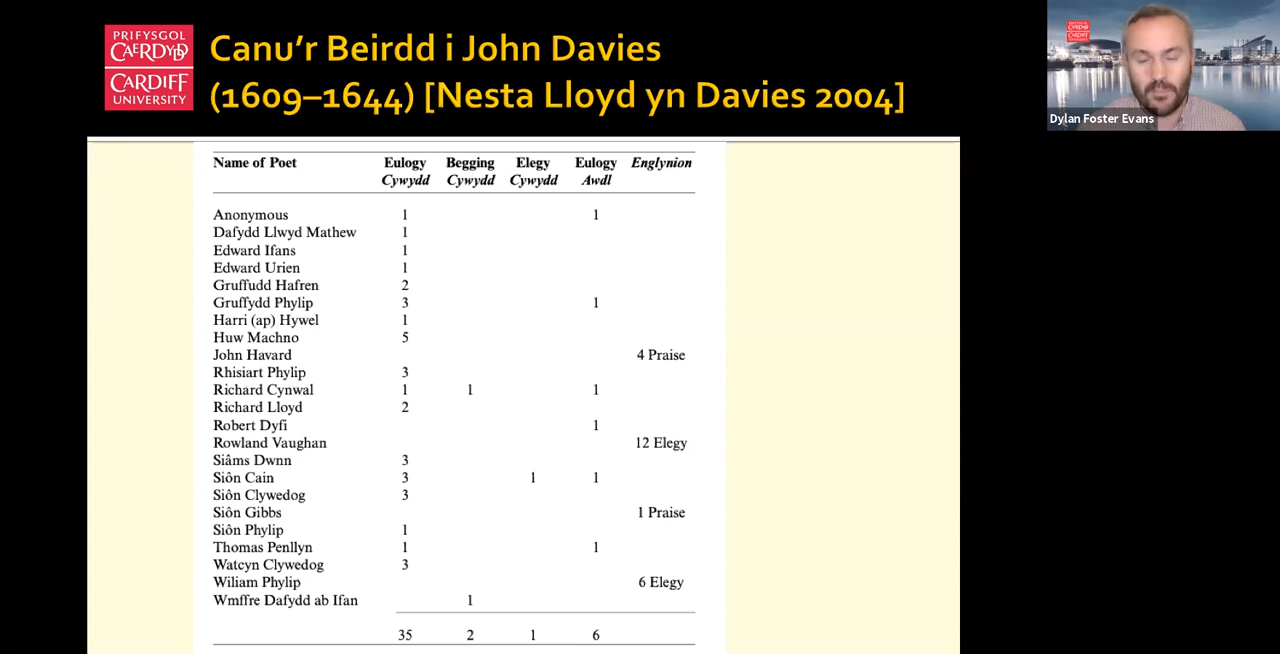 PRIFYSGOL
CAERDYDD
CARDIFF
UNIVERSITY
Canu’r Beirdd i John Davies
(1609–1644) [Nesta Lloyd yn Davies 2004]
Dylan Foster Evans
Name of Poet Eulogy Begging Elegy Eulogy Englynion
Cywydd Cywydd Cywydd Awdl
Anonymous 1 1
Dafydd Llwyd Mathew 1
Edward Ifans 1
Edward Urien 1
Gruffudd Hafren 2
Gruffydd Phylip 3 1
Harri (ap) Hywel 1
Huw Machno 5
John Havard 4 Praise
Rhisiart Phylip 3
Richard Cynwal 1 1 1
Richard Lloyd 2
Robert Dyfi 1
Rowland Vaughan 12 Elegy
Siâms Dwnn 3
Siôn Cain 3 1 1
Siôn Clywedog 3
Siôn Gibbs 1 Praise
Siôn Phylip 1
Thomas Penllyn 1 1
Watcyn Clywedog 3
Wiliam Phylip 6 Elegy
Wmffre Dafydd ab Ifan 1
35 2 1 6